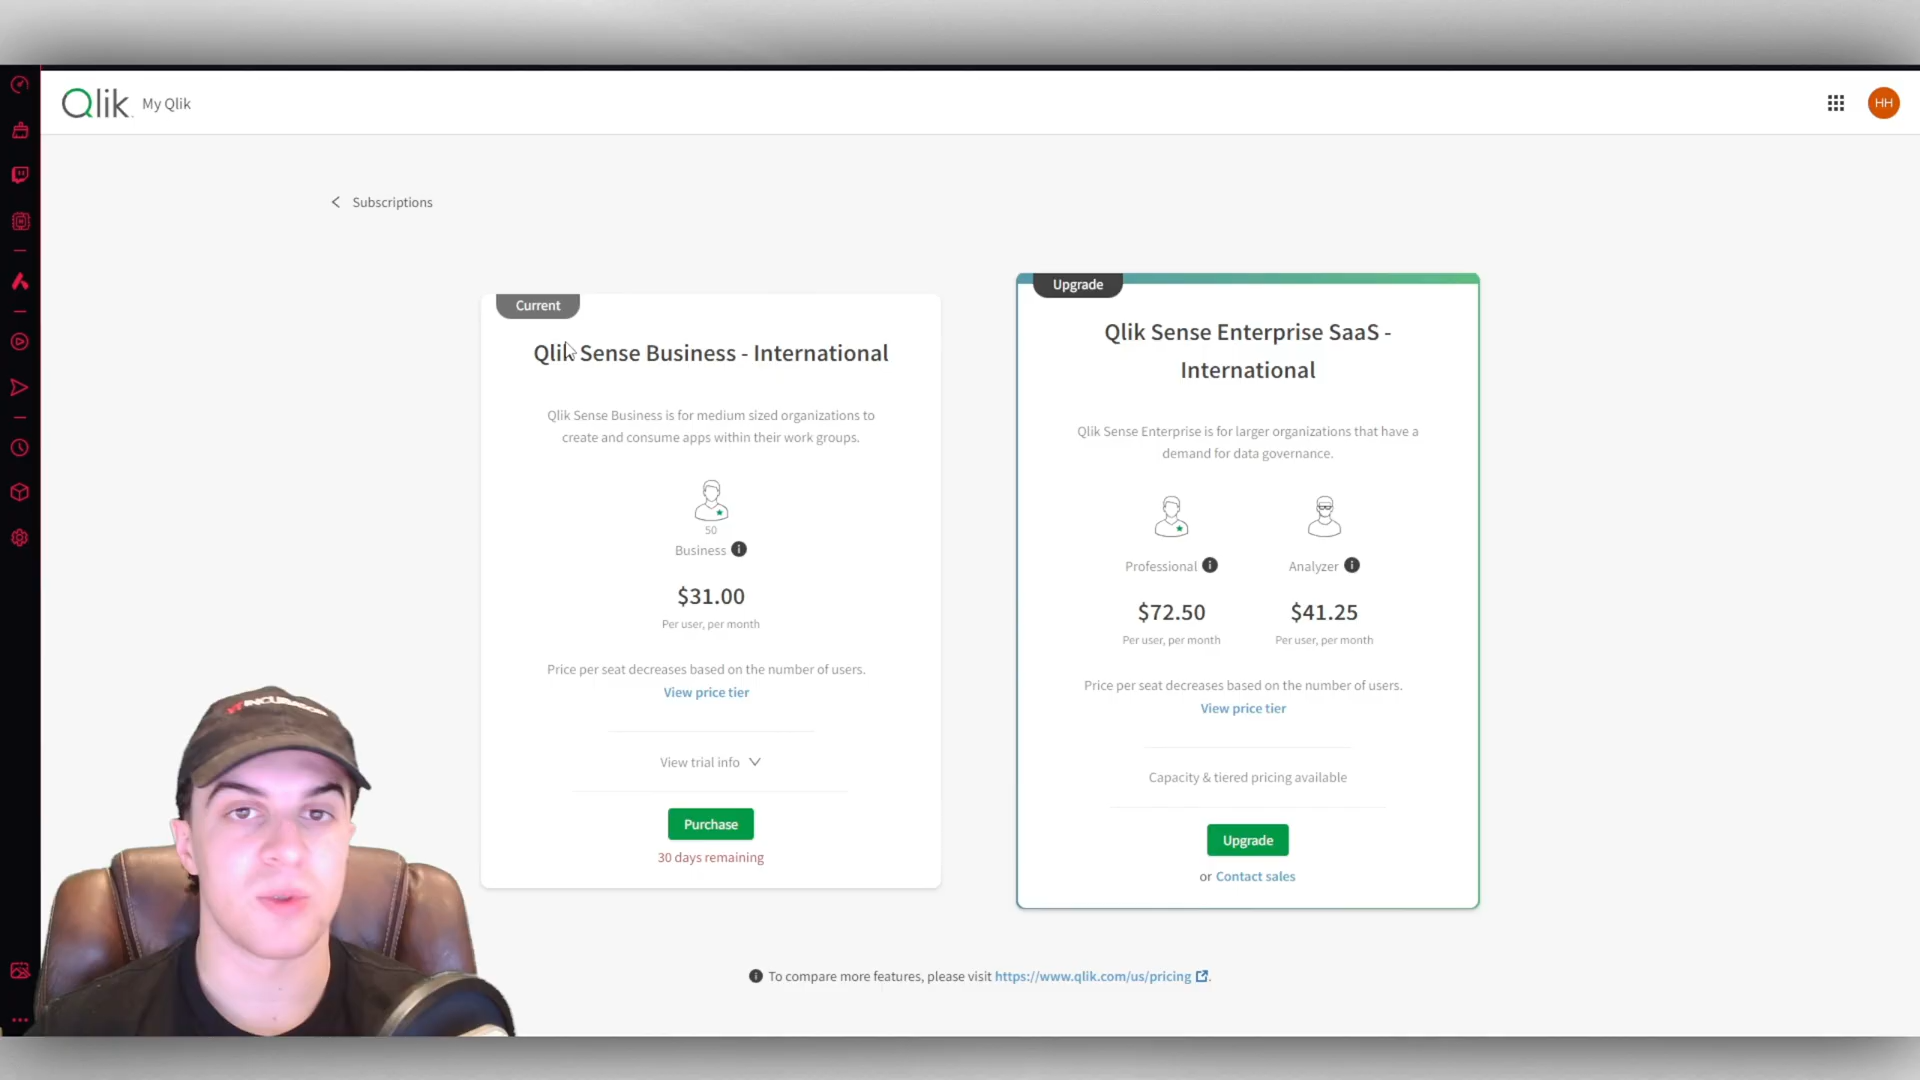 Qlik My Qlik
HH
Subscriptions
Current
Qlik Sense Business - International
Qlik Sense Business is for medium sized organizations to
create and consume apps within their work groups.
50
Business
$31.00
Per user, per month
Price per seat decreases based on the number of users.
View price tier
View trial info
Purchase
30 days remaining
Upgrade
Qlik Sense Enterprise SaaS -
International
Qlik Sense Enterprise is for larger organizations that have a
demand for data governance.
Professional Analyzer
$72.50 $41.25
Per user, per month Per user, per month
Price per seat decreases based on the number of users.
View price tier
Capacity & tiered pricing available
Upgrade
or Contact sales
To compare more features, please visit https://www.qlik.com/us/pricing .